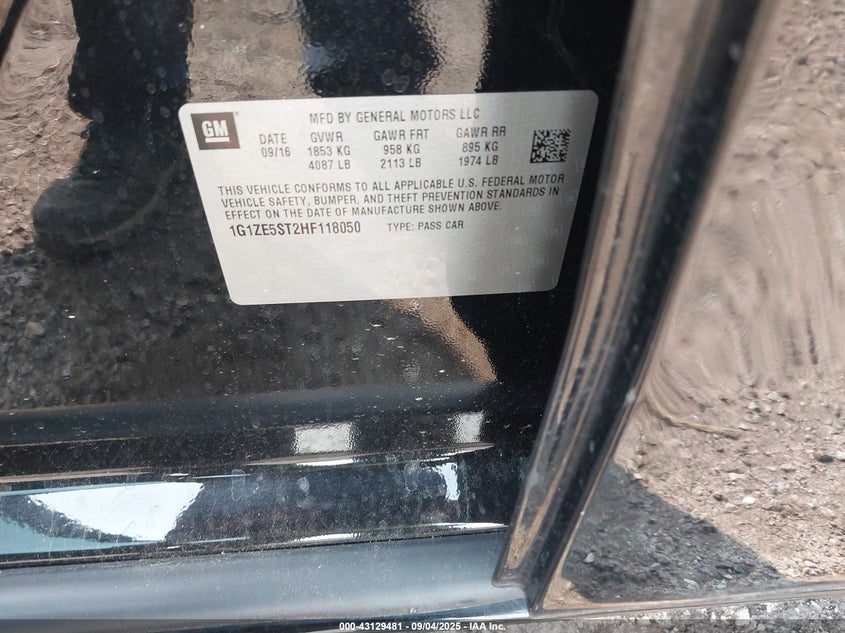 GM
MFD BY GENERAL MOTORS LLC
DATE GVWR GAWR FRT GAWR RR
09/16 1853 KG 958 KG 895 KG
4087 LB 2113 LB 1974 LB
THIS VEHICLE CONFORMS TO ALL APPLICABLE U.S. FEDERAL MOTOR
VEHICLE SAFETY, BUMPER, AND THEFT PREVENTION STANDARDS IN
EFFECT ON THE DATE OF MANUFACTURE SHOWN ABOVE.
1G1ZE5ST2HF118050 TYPE: PASS CAR
000-43129481 - 09/04/2025 - IAA Inc.